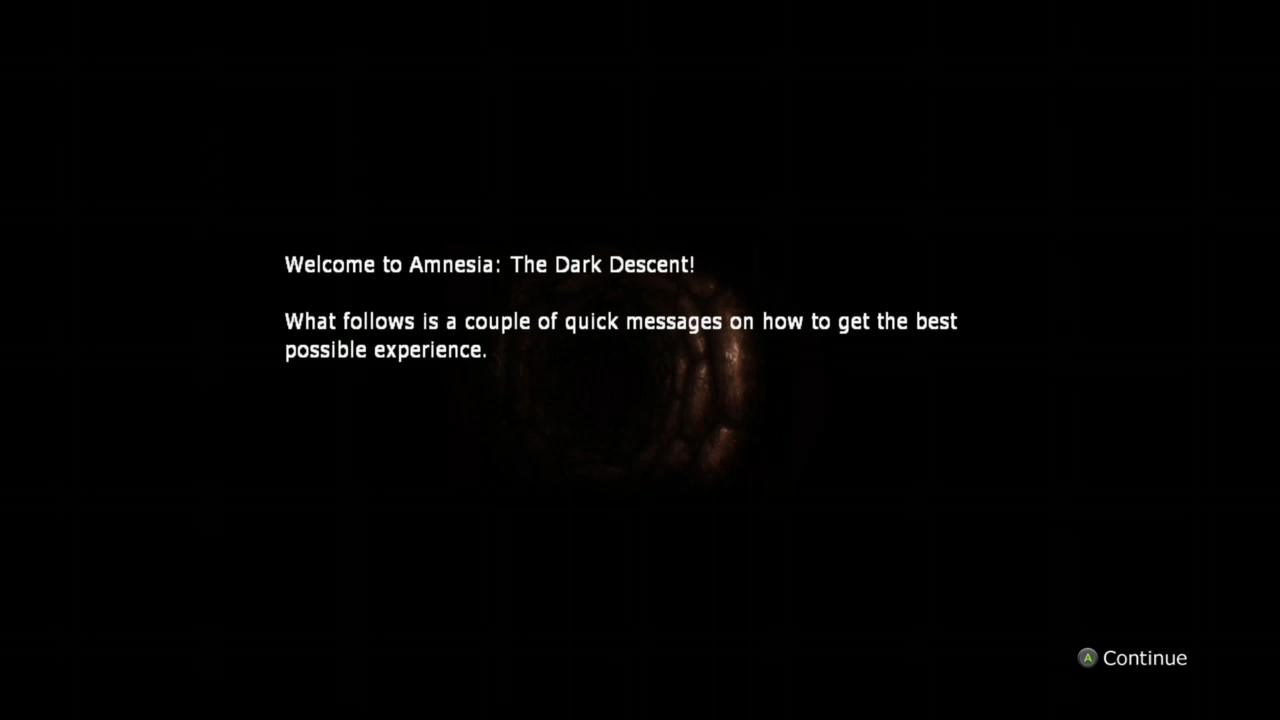 Welcome to Amnesia: The Dark Descent!
What follows is a couple of quick messages on how to get the best
possible experience.
A Continue